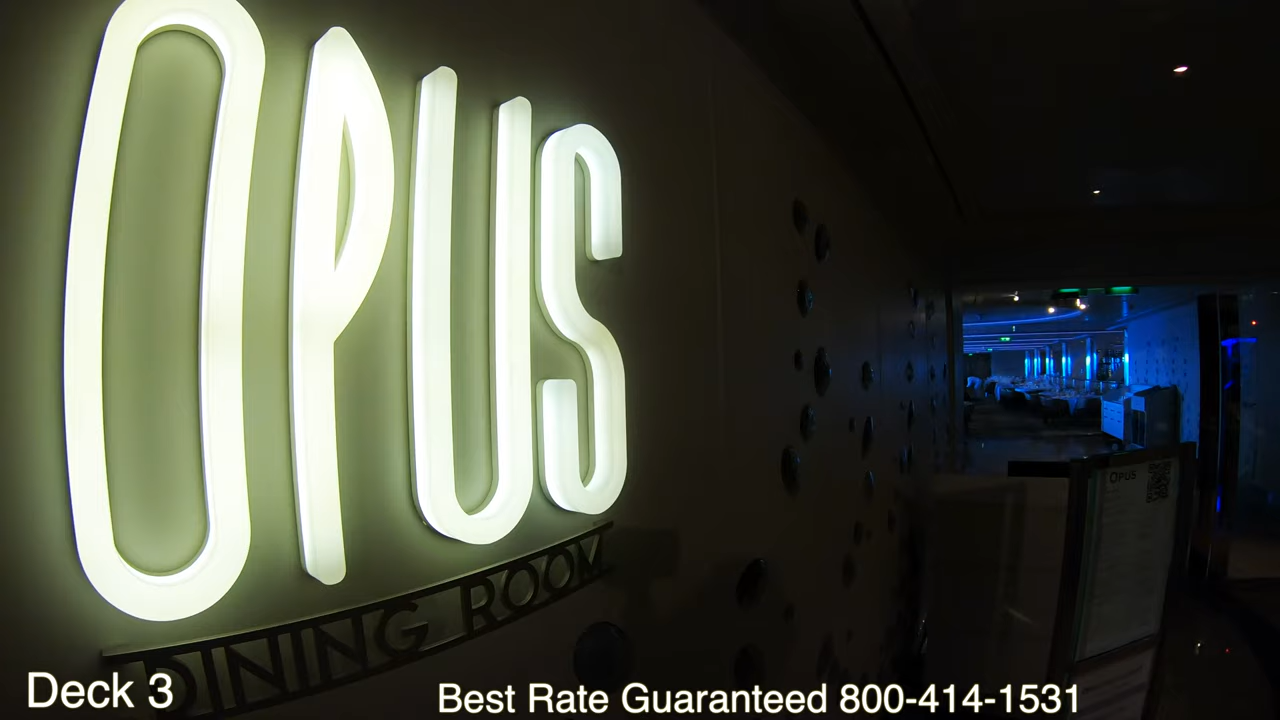 OPUS
DINING ROOM
OPUS
Deck 3
Best Rate Guaranteed 800-414-1531